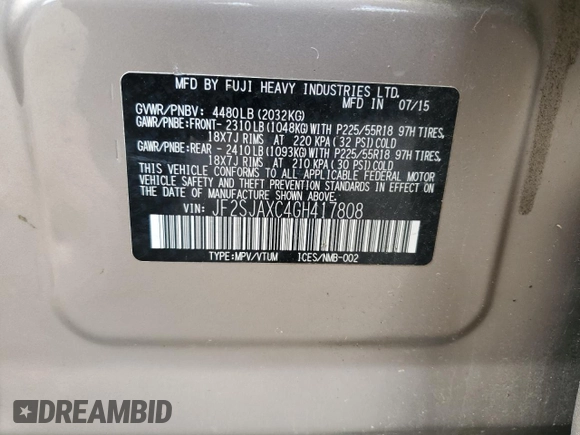 MFD BY FUJI HEAVY INDUSTRIES LTD.
IN 07/15
GVWR/PNBV: 4480LB (2032KG)
GAWR/PNBE: FRONT- 2310LB (1048KG) WITH P225/55R18 97H TIRES,
18X7J RIMS AT 220 KPA (32 PSI) COLD
GAWR/PNBE: REAR - 2410LB (1093KG) WITH P225/55R18 97H TIRES,
18X7J RIMS AT 210 KPA (30 PSI) COLD
THIS VEHICLE CONFORMS TO ALL APPLICABLE FEDERAL MOTOR
VEHICLE SAFETY STANDARDS IN EFFECT ON THE
DATE OF MANUFACTURE SHOWN ABOVE.
VIN: JF2SJAXC4GH417808
TYPE:MPV/VTUM ICES/NMB-002
DREAMBID